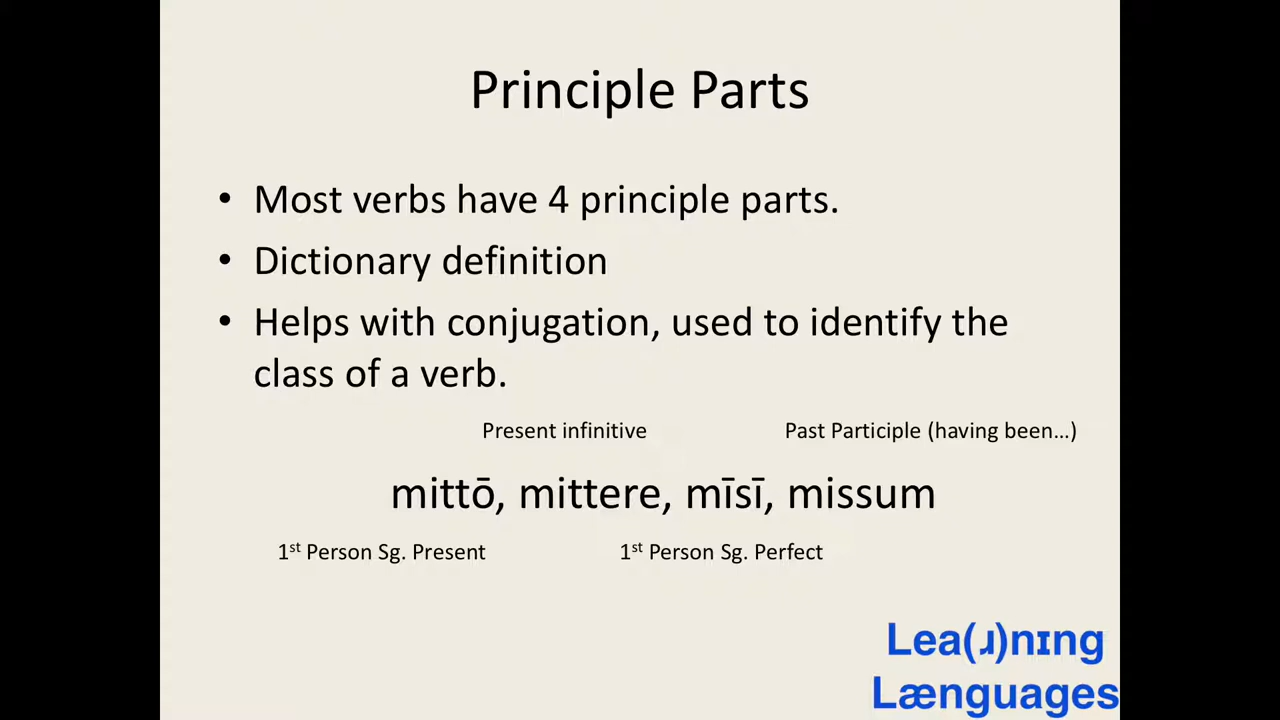 Principle Parts
• Most verbs have 4 principle parts.
• Dictionary definition
• Helps with conjugation, used to identify the
class of a verb.
Present infinitive Past Participle (having been…)
mittō, mittere, mīsī, missum
1st Person Sg. Present 1st Person Sg. Perfect
Lea(ɹ)nɪng
Længuages